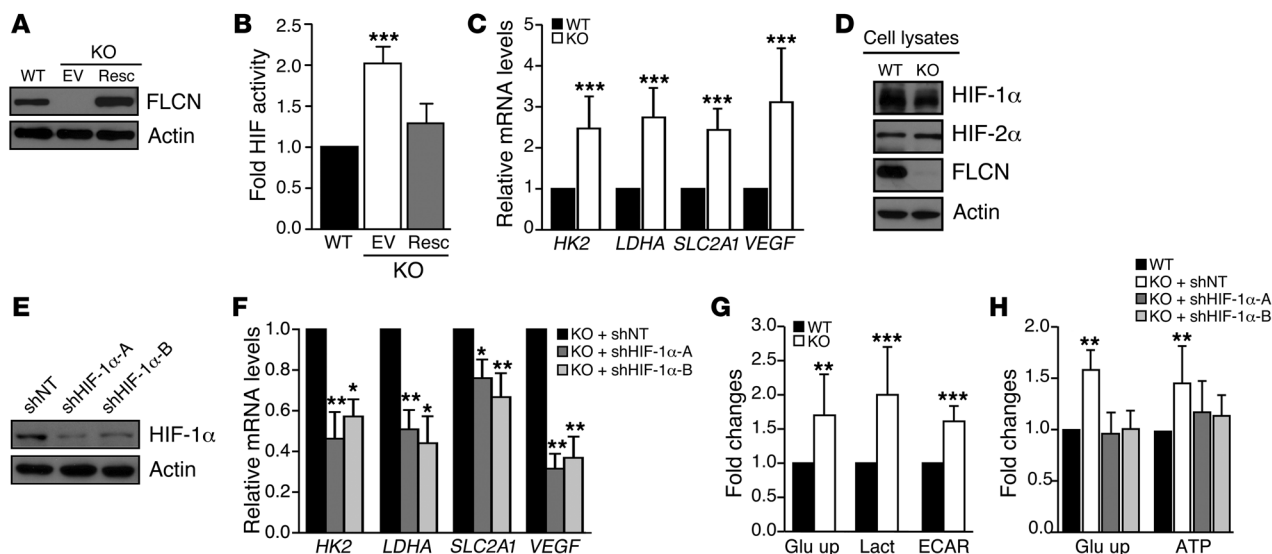 A
KO
WT EV Resc
FLCN
Actin
B
Fold HIF activity
2.5
2.0
1.5
1.0
0.5
0.0
***
WT EV Resc
KO
C
WT
KO
Relative mRNA levels
5
4
3
2
1
0
*** *** *** ***
HK2 LDHA SLC2A1 VEGF
D
Cell lysates
WT KO
HIF-1α
HIF-2α
FLCN
Actin
E
shNT shHIF-1α-A shHIF-1α-B
HIF-1α
Actin
F
Relative mRNA levels
1.0
0.8
0.6
0.4
0.2
0.0
KO + shNT
KO + shHIF-1α-A
KO + shHIF-1α-B
** * ** * * ** ** **
HK2 LDHA SLC2A1 VEGF
G
WT
KO
Fold changes
3.0
2.5
2.0
1.5
1.0
0.5
0.0
** *** ***
Glu up Lact ECAR
H
WT
KO + shNT
KO + shHIF-1α-A
KO + shHIF-1α-B
Fold changes
2.0
1.5
1.0
0.5
0.0
** **
Glu up ATP